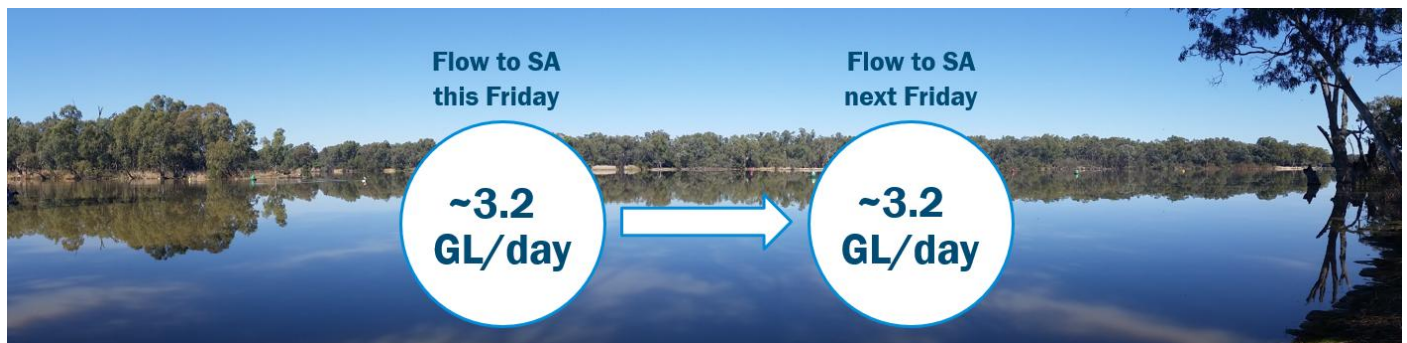 Flow to SA
this Friday
~3.2
GL/day
Flow to SA
next Friday
~3.2
GL/day